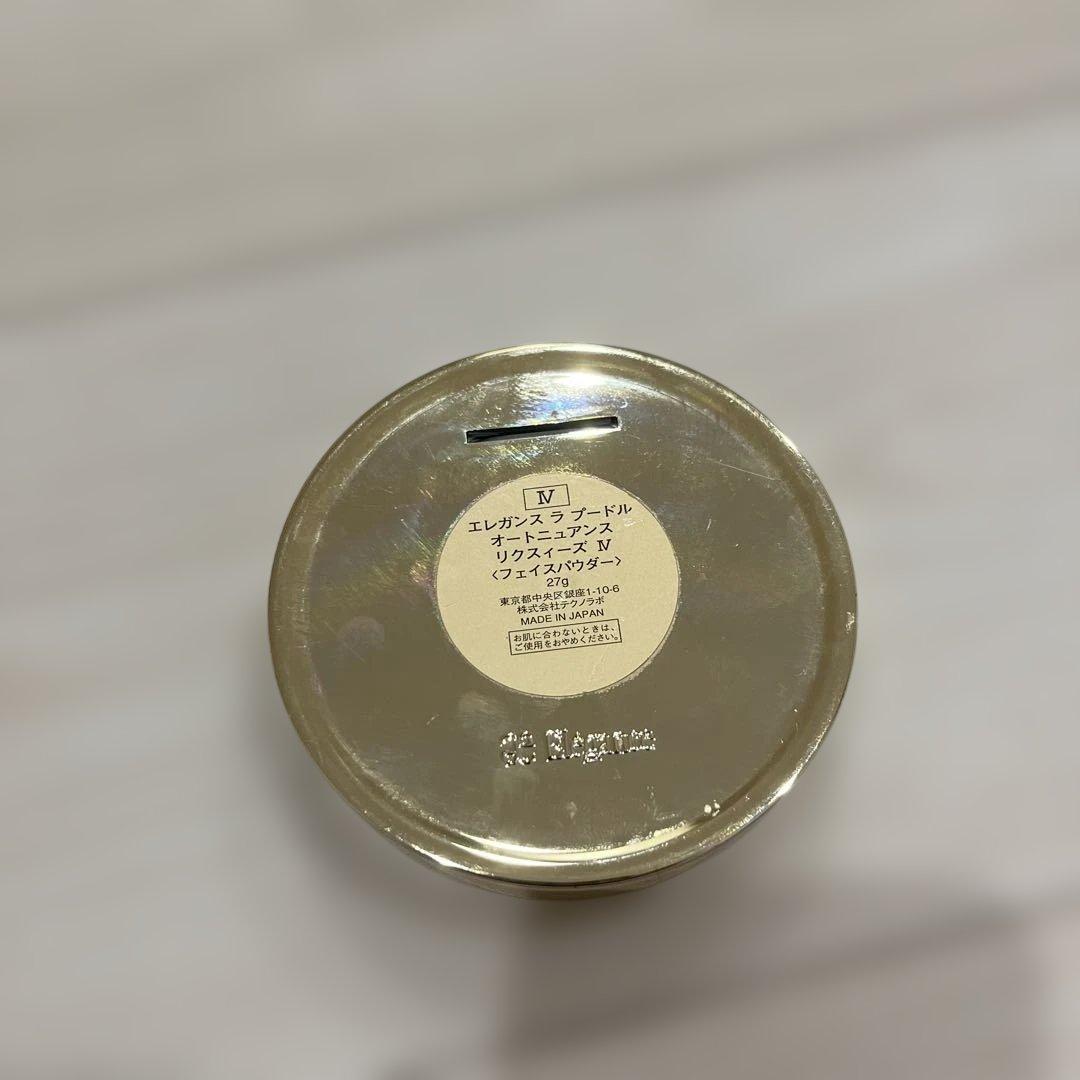 Ⅳ
エレガンス ラ プードル
オートニュアンス
リクスィーズ Ⅳ
〈フェイスパウダー〉
27g
東京都中央区銀座1-10-6
株式会社テクノラボ
MADE IN JAPAN
お肌に合わないときは、
ご使用をおやめください。
Elégance